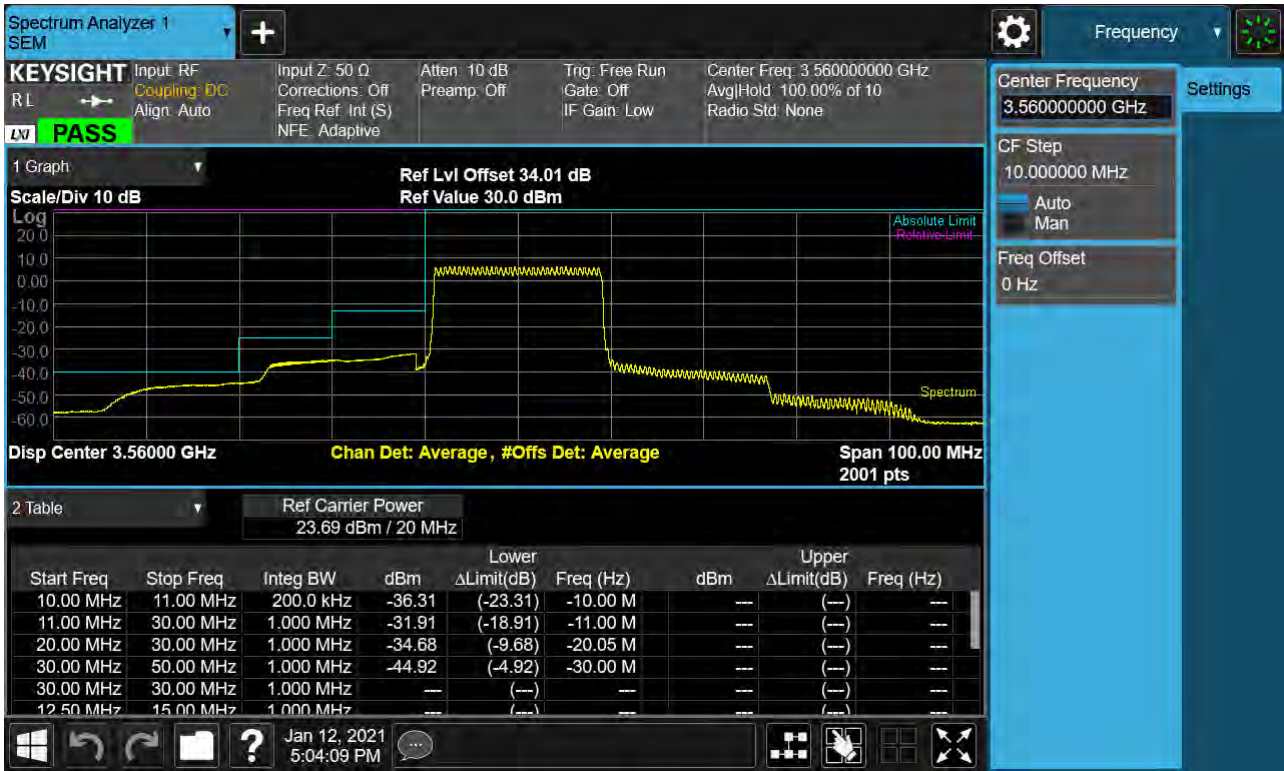 Spectrum Analyzer 1
SEM
Frequency
KEYSIGHT
R L
LXI
PASS
Input: RF
Coupling: DC
Align: Auto
Input Z: 50 Ω
Corrections: Off
Freq Ref: Int (S)
NFE: Adaptive
Atten: 10 dB
Preamp: Off
Trig: Free Run
Gate: Off
IF Gain: Low
Center Freq: 3.560000000 GHz
Avg|Hold: 100.00% of 10
Radio Std: None
Center Frequency
3.560000000 GHz
Settings
CF Step
10.000000 MHz
Auto
Man
Freq Offset
0 Hz
1 Graph
Scale/Div 10 dB
Ref Lvl Offset 34.01 dB
Ref Value 30.0 dBm
Log
20.0
10.0
0.00
-10.0
-20.0
-30.0
-40.0
-50.0
-60.0
Absolute Limit
Relative Limit
Spectrum
Disp Center 3.56000 GHz
Chan Det: Average, #Offs Det: Average
Span 100.00 MHz
2001 pts
2 Table
Ref Carrier Power
23.69 dBm / 20 MHz
Lower Upper
Start Freq Stop Freq Integ BW dBm ΔLimit(dB) Freq (Hz) dBm ΔLimit(dB) Freq (Hz)
10.00 MHz 11.00 MHz 200.0 kHz -36.31 (-23.31) -10.00 M --- (---) ---
11.00 MHz 30.00 MHz 1.000 MHz -31.91 (-18.91) -11.00 M --- (---) ---
20.00 MHz 30.00 MHz 1.000 MHz -34.68 (-9.68) -20.05 M --- (---) ---
30.00 MHz 50.00 MHz 1.000 MHz -44.92 (-4.92) -30.00 M --- (---) ---
30.00 MHz 30.00 MHz 1.000 MHz --- (---) --- --- (---) ---
12.50 MHz 15.00 MHz 1.000 MHz --- (---) --- --- (---) ---
?
Jan 12, 2021
5:04:09 PM